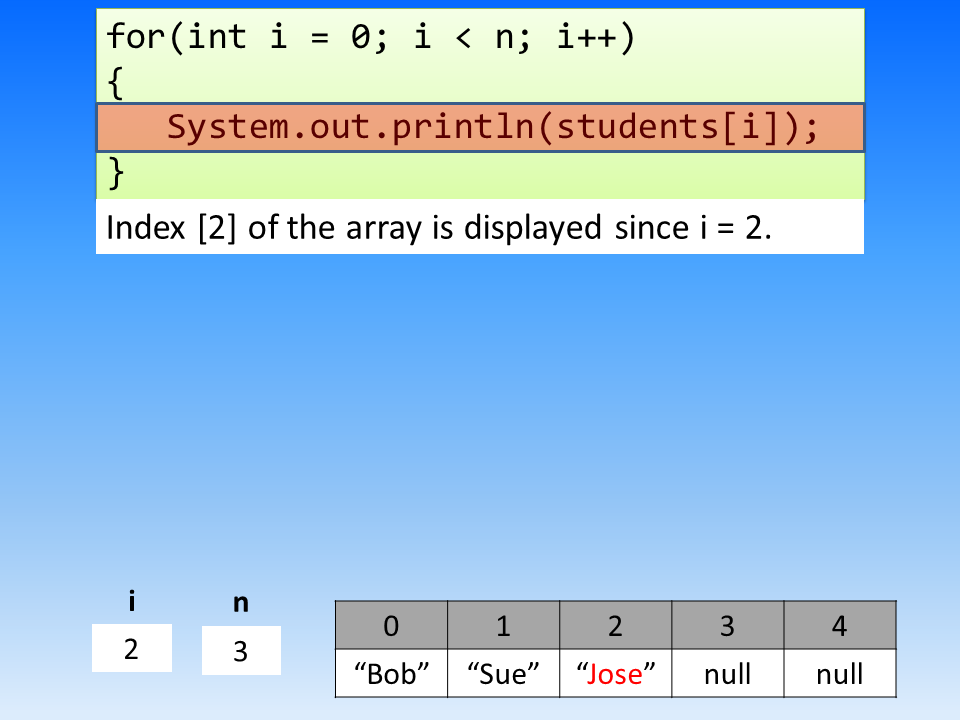 for(int i = 0; i < n; i++)
{
System.out.println(students[i]);
}
Index [2] of the array is displayed since i = 2.
i n
2 3
0 1 2 3 4
“Bob” “Sue” “Jose” null null